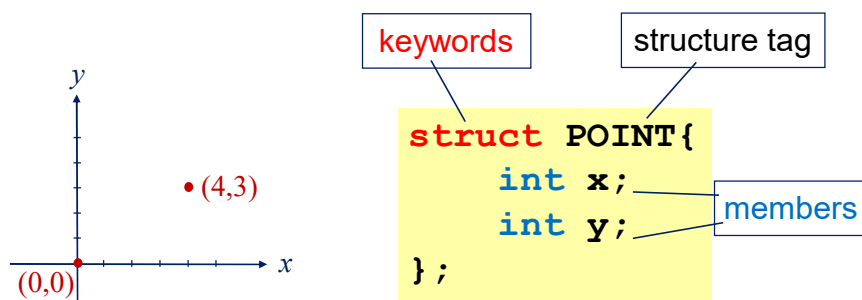 y
(4,3)
x
(0,0)
keywords
structure tag
struct POINT{
int x;
int y;
};
members